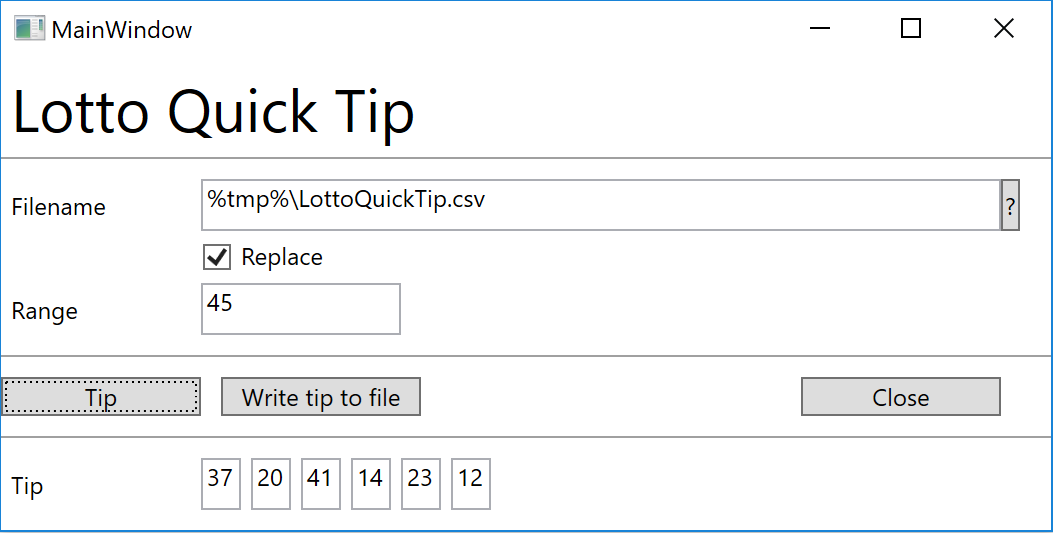 MainWindow
Lotto Quick Tip
Filename %tmp%\LottoQuickTip.csv ?
Replace
Range 45
Tip Write tip to file Close
Tip 37 20 41 14 23 12